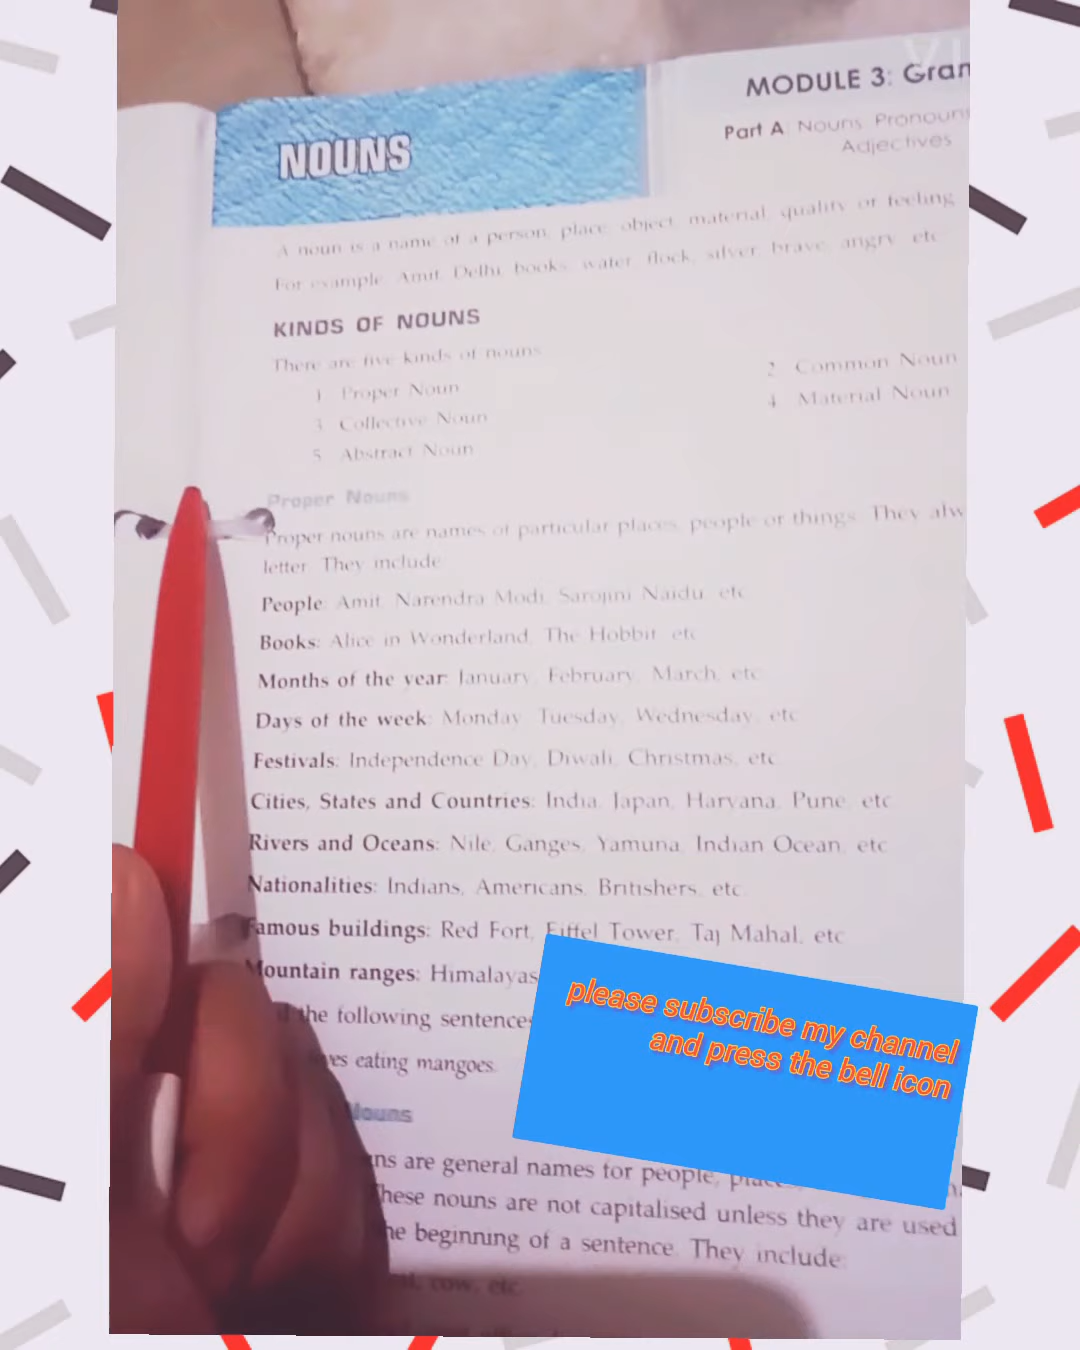 NOUNS
MODULE 3: Gran
Part A: Nouns, Pronouns
Adjectives
A noun is a name of a person, place, object, material, quality or feeling
For example: Amit, Delhi, books, water, flock, silver, brave, angry, etc
KINDS OF NOUNS
There are five kinds of nouns
1 Proper Noun
2 Common Noun
3 Collective Noun
4 Material Noun
5 Abstract Noun
Proper Nouns
Proper nouns are names of particular places, people or things. They alw
letter. They include
People: Amit, Narendra Modi, Sarojini Naidu, etc
Books: Alice in Wonderland, The Hobbit, etc
Months of the year: January, February, March, etc
Days of the week: Monday, Tuesday, Wednesday, etc
Festivals: Independence Day, Diwali, Christmas, etc
Cities, States and Countries: India, Japan, Haryana, Pune, etc
Rivers and Oceans: Nile, Ganges, Yamuna, Indian Ocean, etc
Nationalities: Indians, Americans, Britishers, etc
Famous buildings: Red Fort, Eiffel Tower, Taj Mahal, etc
Mountain ranges: Himalayas
the following sentences
eating mangoes.
Nouns
ns are general names for people,
These nouns are not capitalised unless they are used
he beginning of a sentence. They include:
cow, etc
please subscribe my channel
and press the bell icon